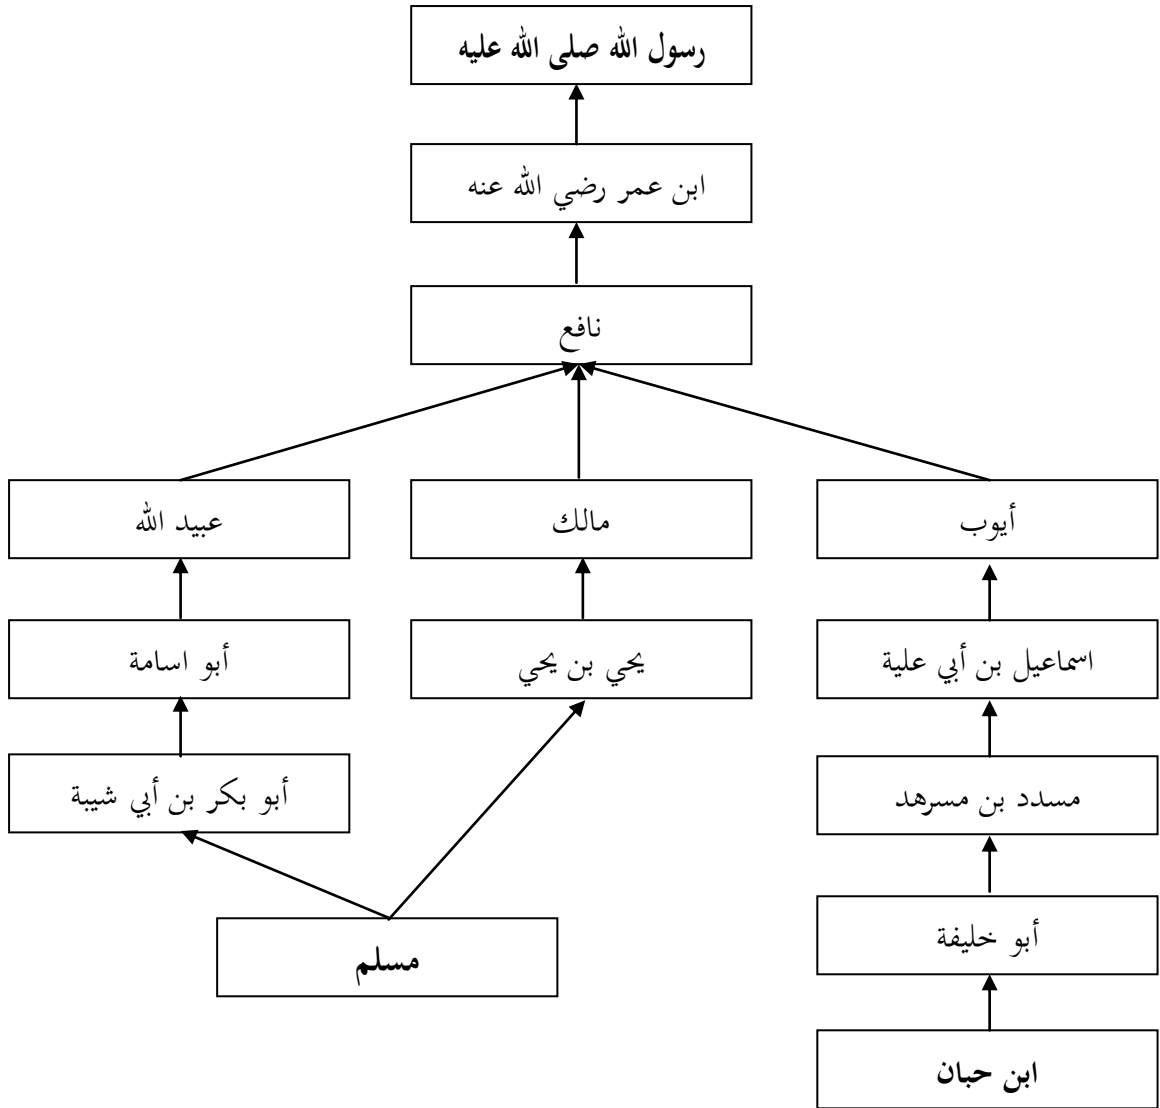 رسول الله صلى الله عليه
ابن عمر رضي الله عنه
نافع
أيوب
مالك
عبيد الله
اسماعيل بن أبي علية
يحي بن يحي
أبو اسامة
مسدد بن مسرهد
أبو بكر بن أبي شيبة
أبو خليفة
مسلم
ابن حبان